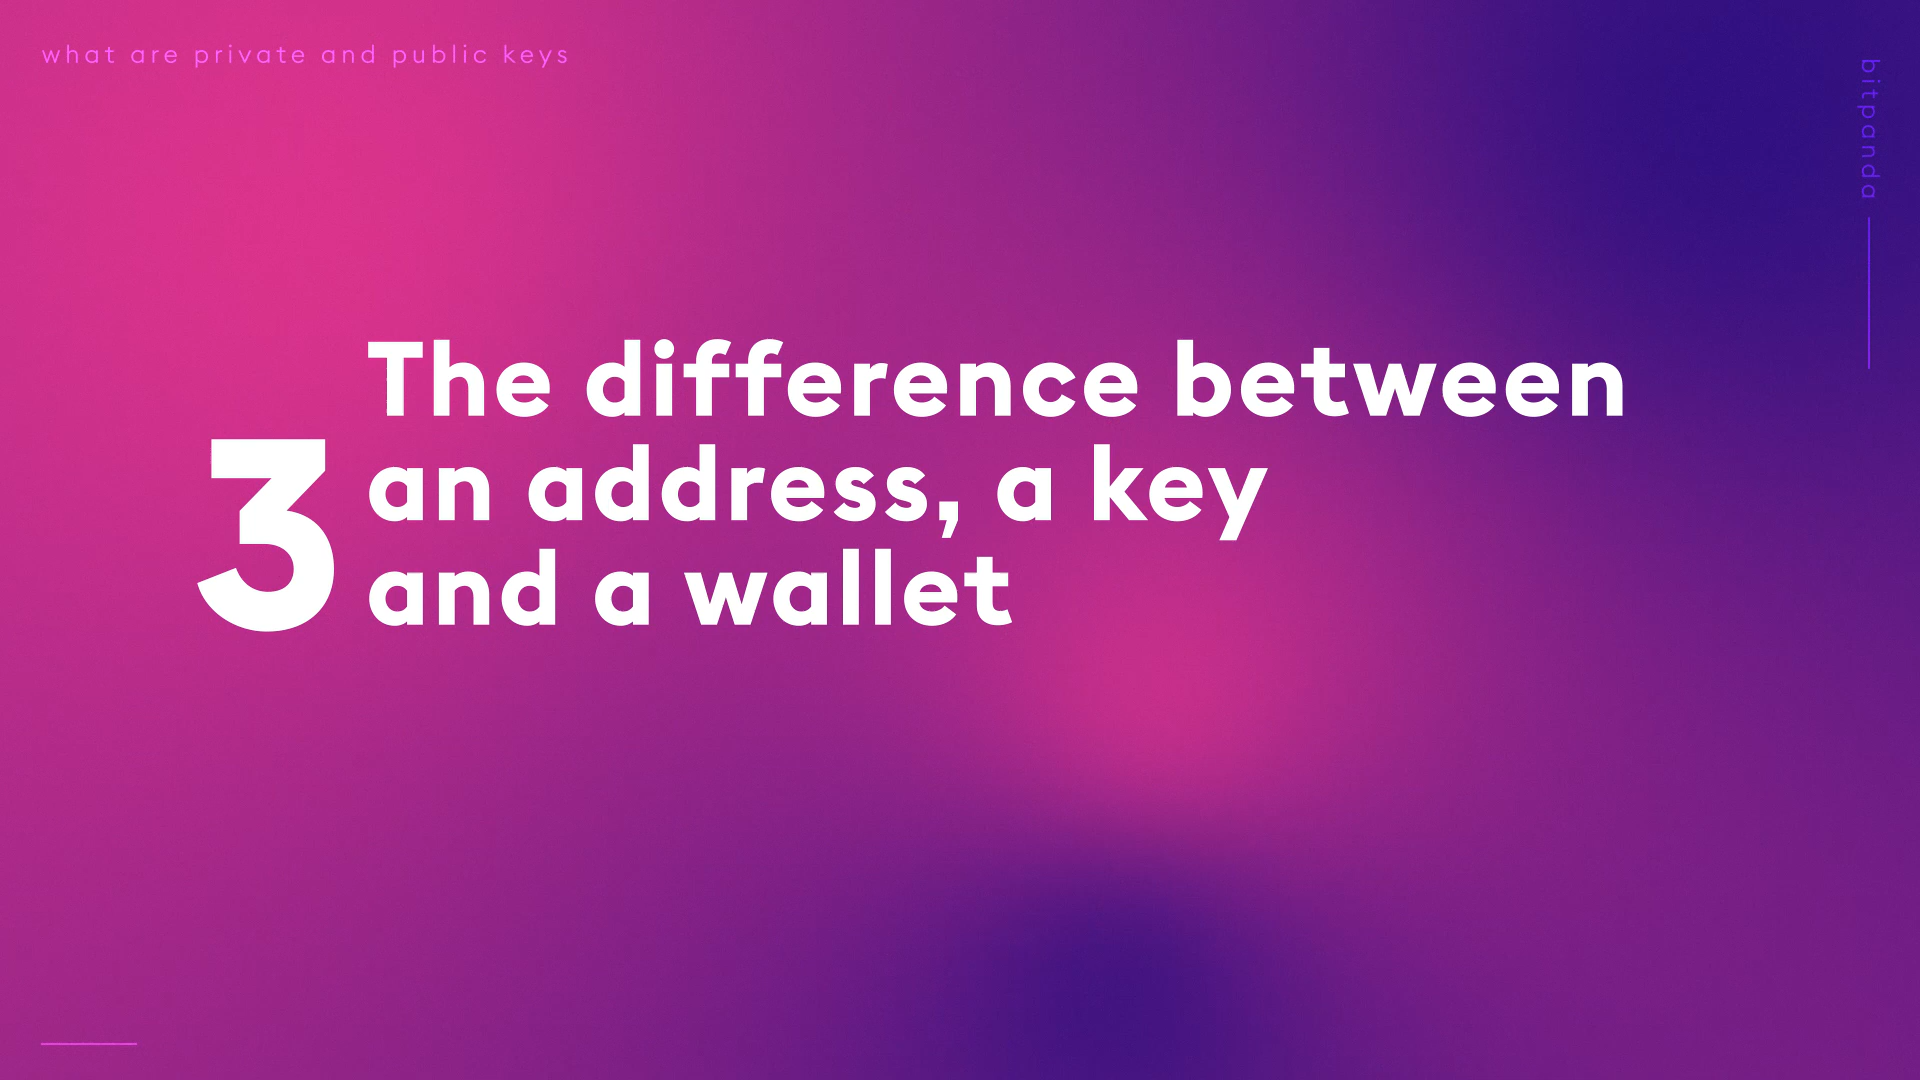 what are private and public keys
bitpanda
3
The difference between
an address, a key
and a wallet